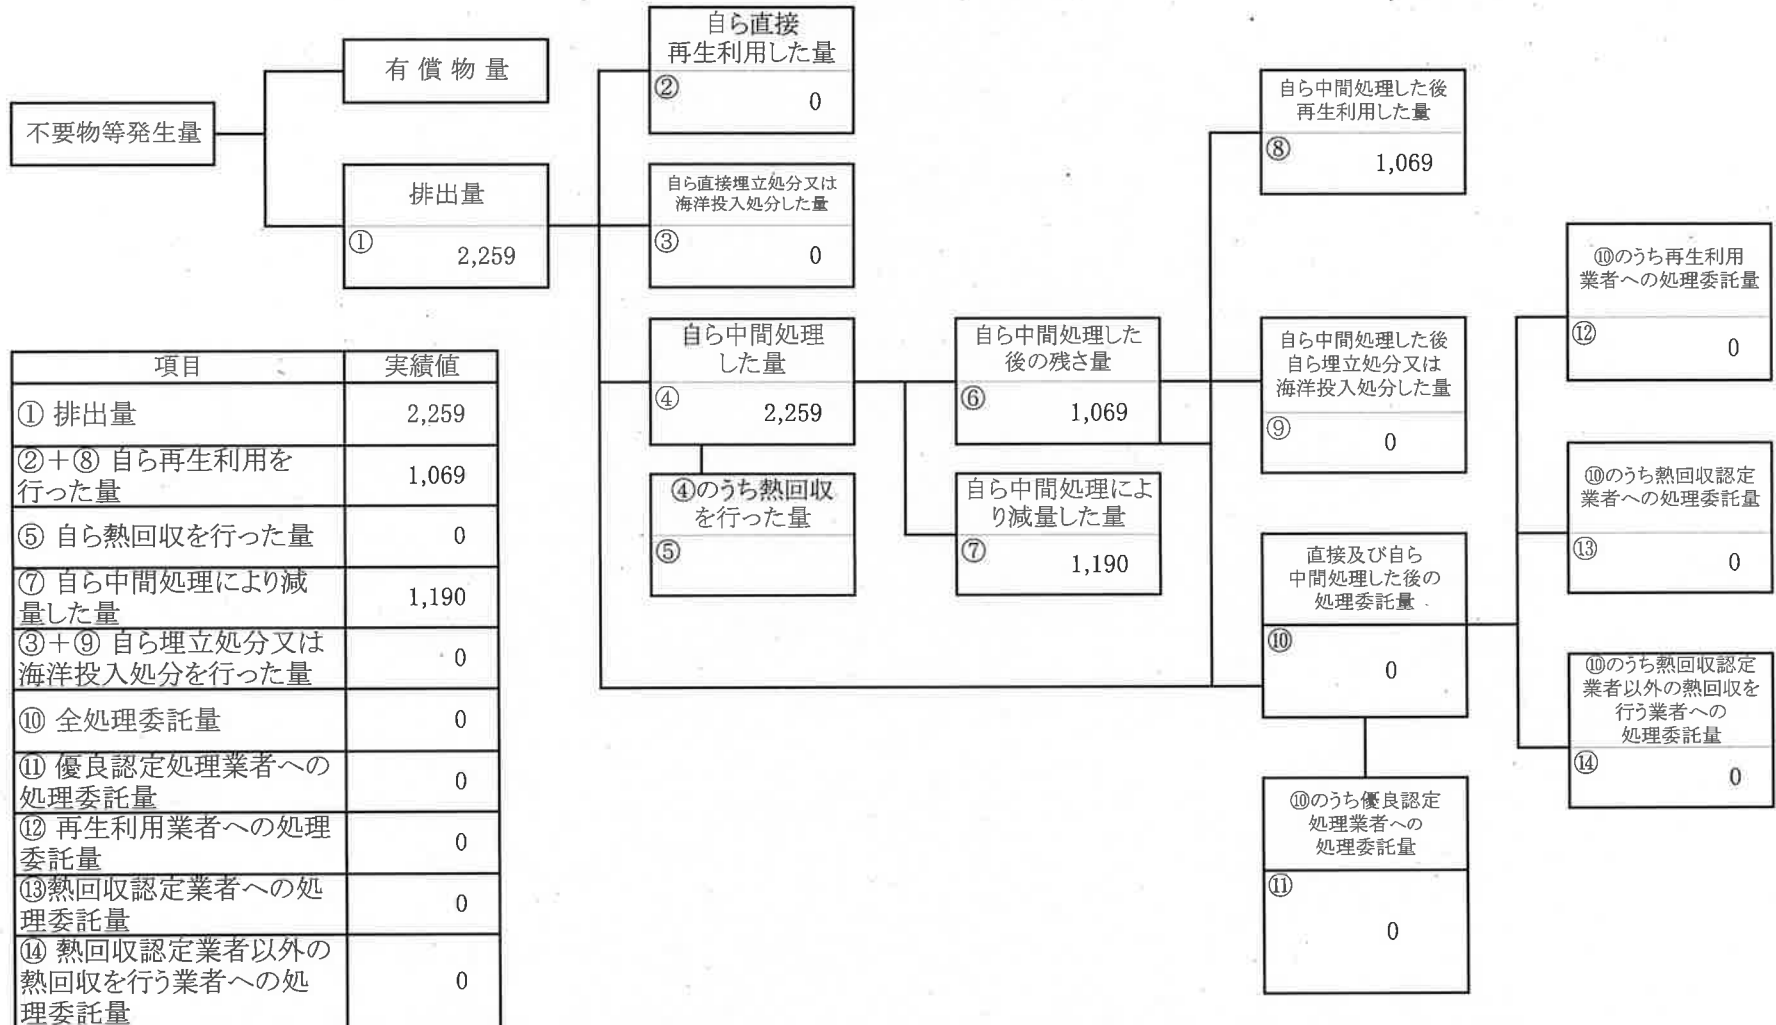 不要物等発生量
有償物量
排出量
①
2,259
自ら直接
再生利用した量
②
0
自ら直接埋立処分又は
海洋投入処分した量
③
0
自ら中間処理
した量
④
2,259
④のうち熱回収
を行った量
⑤
自ら中間処理した
後の残さ量
⑥
1,069
自ら中間処理によ
り減量した量
⑦
1,190
自ら中間処理した後
再生利用した量
⑧
1,069
自ら中間処理した後
自ら埋立処分又は
海洋投入処分した量
⑨
0
直接及び自ら
中間処理した後の
処理委託量
⑩
0
⑩のうち優良認定
処理業者への
処理委託量
⑪
0
⑩のうち再生利用
業者への処理委託量
⑫
0
⑩のうち熱回収認定
業者への処理委託量
⑬
0
⑩のうち熱回収認定
業者以外の熱回収を
行う業者への
処理委託量
⑭
0
項目 実績値
① 排出量 2,259
②+⑧ 自ら再生利用を
行った量 1,069
⑤ 自ら熱回収を行った量 0
⑦ 自ら中間処理により減
量した量 1,190
③+⑨ 自ら埋立処分又は
海洋投入処分を行った量 0
⑩ 全処理委託量 0
⑪ 優良認定処理業者への
処理委託量 0
⑫ 再生利用業者への処理
委託量 0
⑬熱回収認定業者への処
理委託量 0
⑭ 熱回収認定業者以外の
熱回収を行う業者への処
理委託量 0